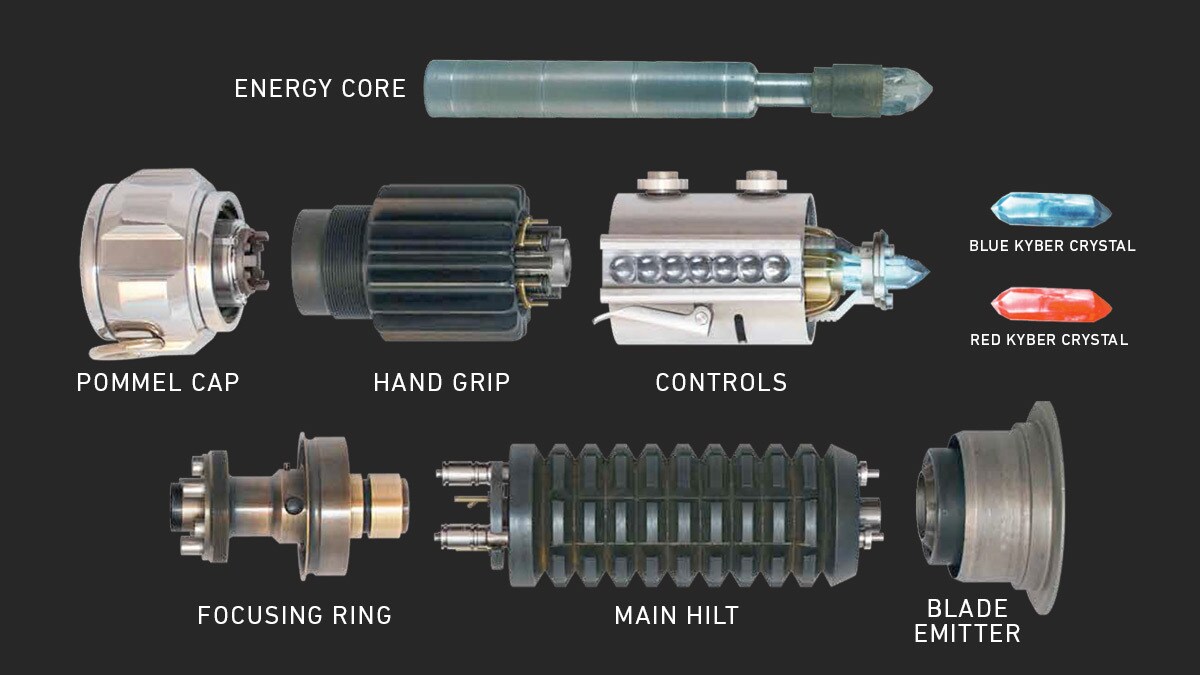 ENERGY CORE
BLUE KYBER CRYSTAL
RED KYBER CRYSTAL
POMMEL CAP
HAND GRIP
CONTROLS
FOCUSING RING
MAIN HILT
BLADE
EMITTER